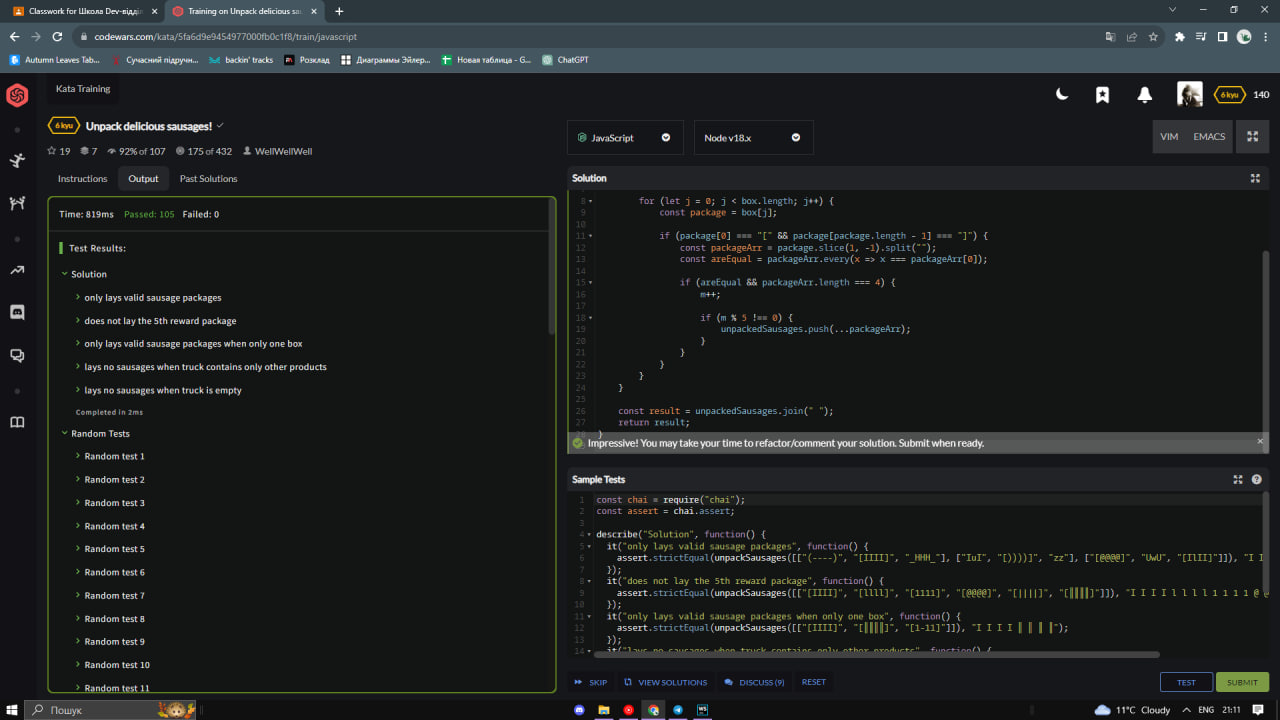 Classwork for Школа Dev-відді
Training on Unpack delicious sau
codewars.com/kata/5fa6d9e9454977000fb0c1f8/train/javascript
Autumn Leaves Tab...
Сучасний підручн...
backin' tracks
Розклад
Диаграммы Эйлер...
Новая таблица - G...
ChatGPT
Kata Training
6 kyu
140
6 kyu
Unpack delicious sausages!
19
7
92% of 107
175 of 432
WellWellWell
Instructions
Output
Past Solutions
Time: 819ms Passed: 105 Failed: 0
Test Results:
Solution
only lays valid sausage packages
does not lay the 5th reward package
only lays valid sausage packages when only one box
lays no sausages when truck contains only other products
lays no sausages when truck is empty
Completed in 2ms
Random Tests
Random test 1
Random test 2
Random test 3
Random test 4
Random test 5
Random test 6
Random test 7
Random test 8
Random test 9
Random test 10
Random test 11
JavaScript
Node v18.x
VIM
EMACS
Solution
8 for (let j = 0; j < box.length; j++) {
9 const package = box[j];
10
11 if (package[0] === "[" && package[package.length - 1] === "]") {
12 const packageArr = package.slice(1, -1).split("");
13 const areEqual = packageArr.every(x => x === packageArr[0]);
14
15 if (areEqual && packageArr.length === 4) {
16 m++;
17
18 if (m % 5 !== 0) {
19 unpackedSausages.push(...packageArr);
20 }
21 }
22 }
23 }
24 }
25
26 const result = unpackedSausages.join(" ");
27 return result;
28 }
Impressive! You may take your time to refactor/comment your solution. Submit when ready.
Sample Tests
1 const chai = require("chai");
2 const assert = chai.assert;
3
4 describe("Solution", function() {
5 it("only lays valid sausage packages", function() {
6 assert.strictEqual(unpackSausages([["(----)", "[IIII]", "_HHH_"], ["IuI", "[))))]", "zz"], ["[@@@@]", "UwU", "[IlII]"]]), "I I
7 });
8 it("does not lay the 5th reward package", function() {
9 assert.strictEqual(unpackSausages([["[IIII]", "[llll]", "[1111]", "[@@@@]", "[||||]", "[║║║║]"]]), "I I I I l l l l 1 1 1 1 @ @
10 });
11 it("only lays valid sausage packages when only one box", function() {
12 assert.strictEqual(unpackSausages([["[IIII]", "[║║║║]", "[1-11]"]]), "I I I I ║ ║ ║ ║");
13 });
14 it("lays no sausages when truck contains only other products", function() {
SKIP
VIEW SOLUTIONS
DISCUSS (9)
RESET
TEST
SUBMIT
Пошук
11°C Cloudy
ENG
21:11